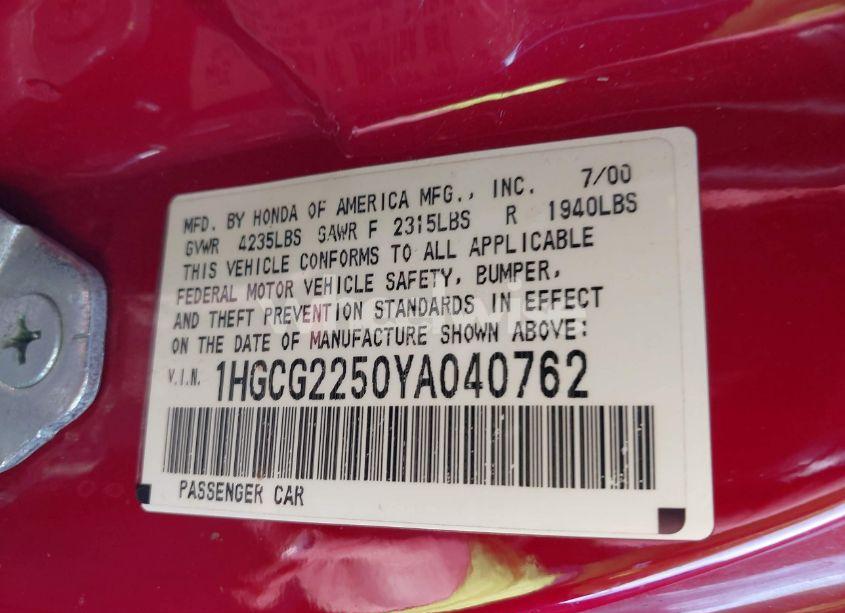 MFD. BY HONDA OF AMERICA MFG., INC. 7/00
GVWR 4235LBS GAWR F 2315LBS R 1940LBS
THIS VEHICLE CONFORMS TO ALL APPLICABLE
FEDERAL MOTOR VEHICLE SAFETY, BUMPER,
AND THEFT PREVENTION STANDARDS IN EFFECT
ON THE DATE OF MANUFACTURE SHOWN ABOVE:
V.I.N. 1HGCG2250YA040762
PASSENGER CAR